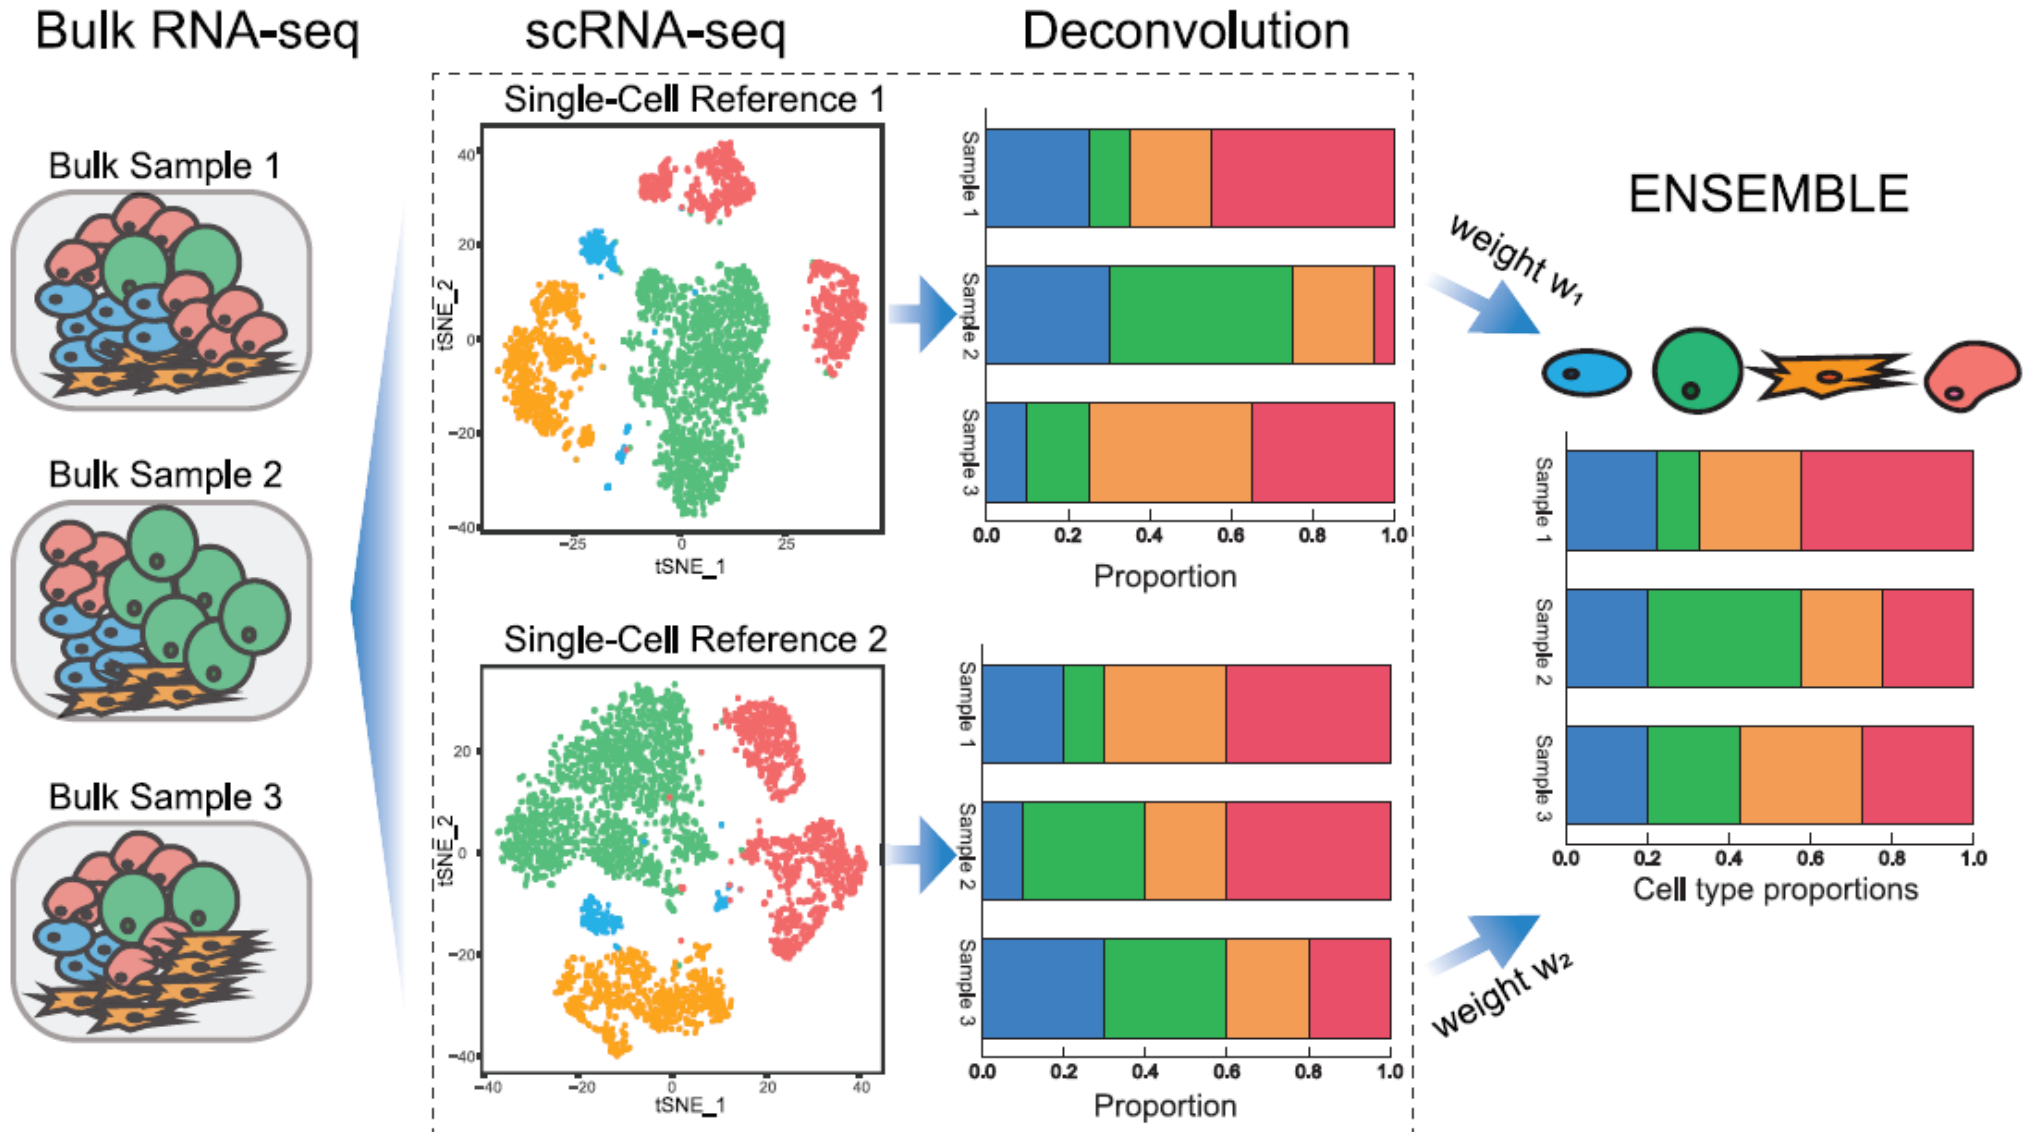 Bulk RNA-seq
scRNA-seq
Deconvolution
Bulk Sample 1
Bulk Sample 2
Bulk Sample 3
Single-Cell Reference 1
40
20
0
−20
−40
tSNE_2
−25
0
25
tSNE_1
Sample 1
Sample 2
Sample 3
0.0
0.2
0.4
0.6
0.8
1.0
Proportion
Single-Cell Reference 2
20
0
−20
−40
tSNE_2
−40
−20
0
20
40
tSNE_1
Sample 1
Sample 2
Sample 3
0.0
0.2
0.4
0.6
0.8
1.0
Proportion
weight w₁
weight w₂
ENSEMBLE
Sample 1
Sample 2
Sample 3
0.0
0.2
0.4
0.6
0.8
1.0
Cell type proportions